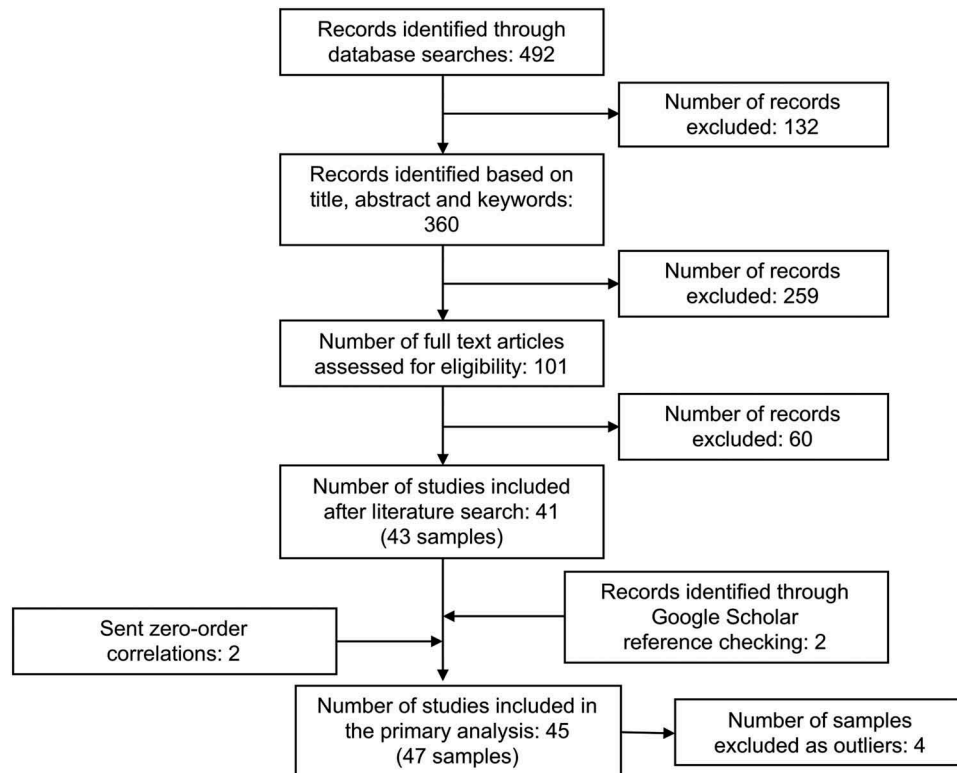 Records identified through
database searches: 492
Number of records
excluded: 132
Records identified based on
title, abstract and keywords:
360
Number of records
excluded: 259
Number of full text articles
assessed for eligibility: 101
Number of records
excluded: 60
Number of studies included
after literature search: 41
(43 samples)
Records identified through
Google Scholar
reference checking: 2
Sent zero-order
correlations: 2
Number of studies included in
the primary analysis: 45
(47 samples)
Number of samples
excluded as outliers: 4